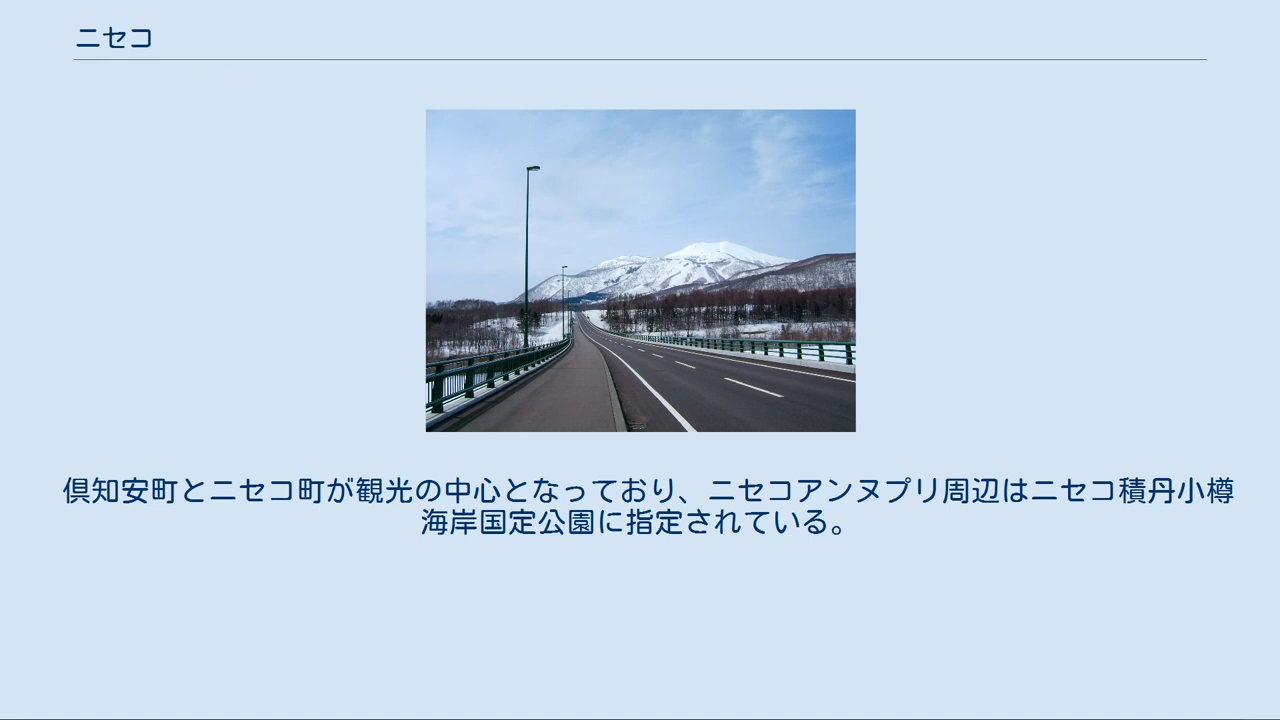 ニセコ
倶知安町とニセコ町が観光の中心となっており、ニセコアンヌプリ周辺はニセコ積丹小樽
海岸国定公園に指定されている。